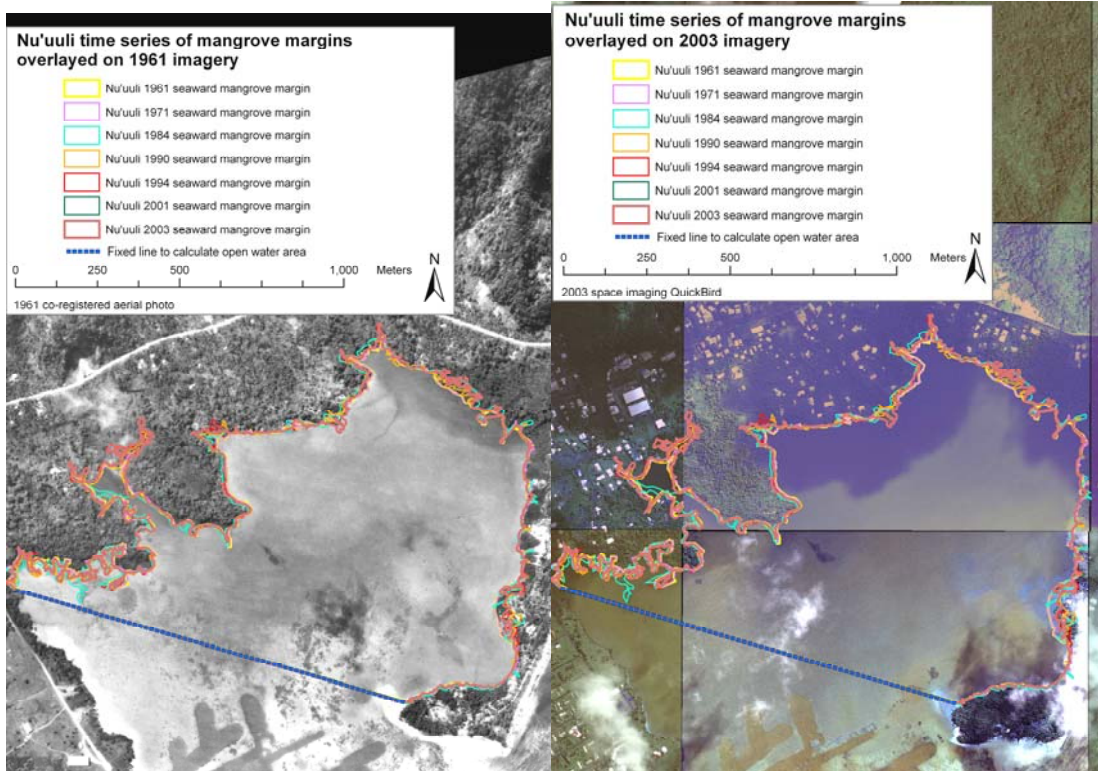 Nu'uuli time series of mangrove margins
overlayed on 1961 imagery
Nu'uuli 1961 seaward mangrove margin
Nu'uuli 1971 seaward mangrove margin
Nu'uuli 1984 seaward mangrove margin
Nu'uuli 1990 seaward mangrove margin
Nu'uuli 1994 seaward mangrove margin
Nu'uuli 2001 seaward mangrove margin
Nu'uuli 2003 seaward mangrove margin
Fixed line to calculate open water area
N
0 250 500 1,000 Meters
1961 co-registered aerial photo
Nu'uuli time series of mangrove margins
overlayed on 2003 imagery
Nu'uuli 1961 seaward mangrove margin
Nu'uuli 1971 seaward mangrove margin
Nu'uuli 1984 seaward mangrove margin
Nu'uuli 1990 seaward mangrove margin
Nu'uuli 1994 seaward mangrove margin
Nu'uuli 2001 seaward mangrove margin
Nu'uuli 2003 seaward mangrove margin
Fixed line to calculate open water area
N
0 250 500 1,000 Meters
2003 space imaging QuickBird